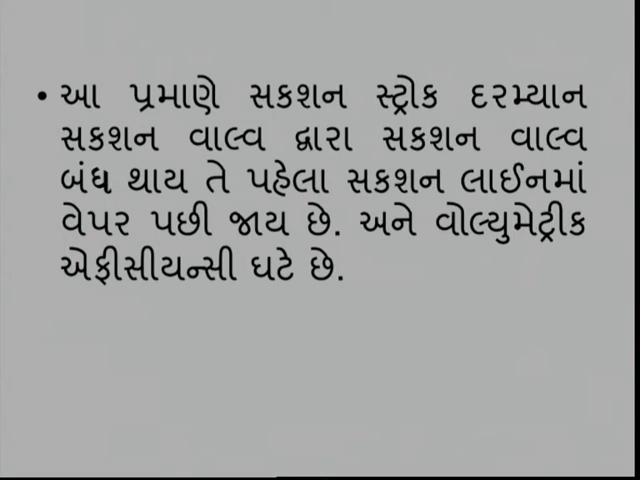 • આ પ્રમાણે સકશન સ્ટ્રોક દરમ્યાન
સકશન વાલ્વ દ્વારા સકશન વાલ્વ
બંધ થાય તે પહેલા સકશન લાઈનમાં
વેપર પછી જાય છે. અને વોલ્યુમેટ્રીક
એફીસીયન્સી ઘટે છે.